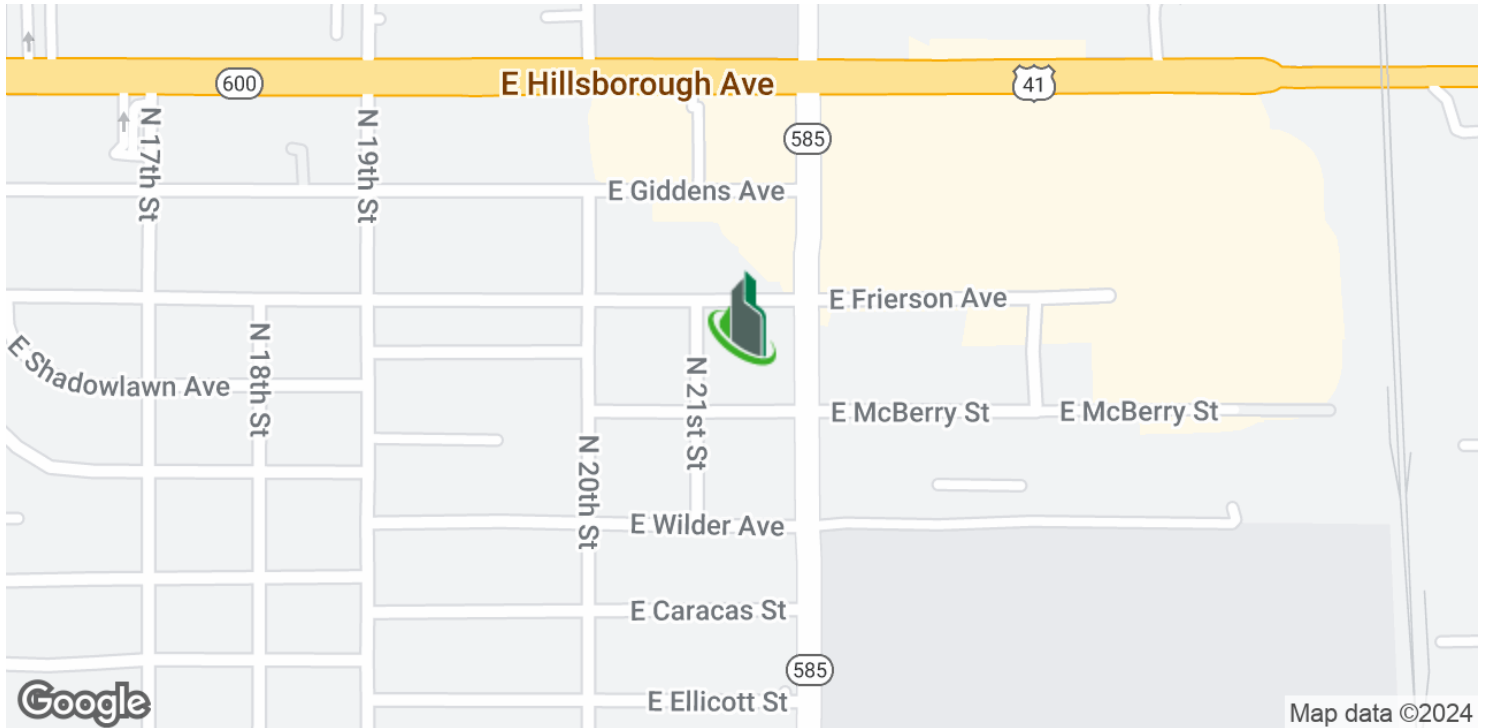 600
E Hillsborough Ave
41
585
N 17th St
N 19th St
E Giddens Ave
E Frierson Ave
N 18th St
E Shadowlawn Ave
N 21st St
E McBerry St
E McBerry St
N 20th St
E Wilder Ave
E Caracas St
585
E Ellicott St
Google
Map data ©2024